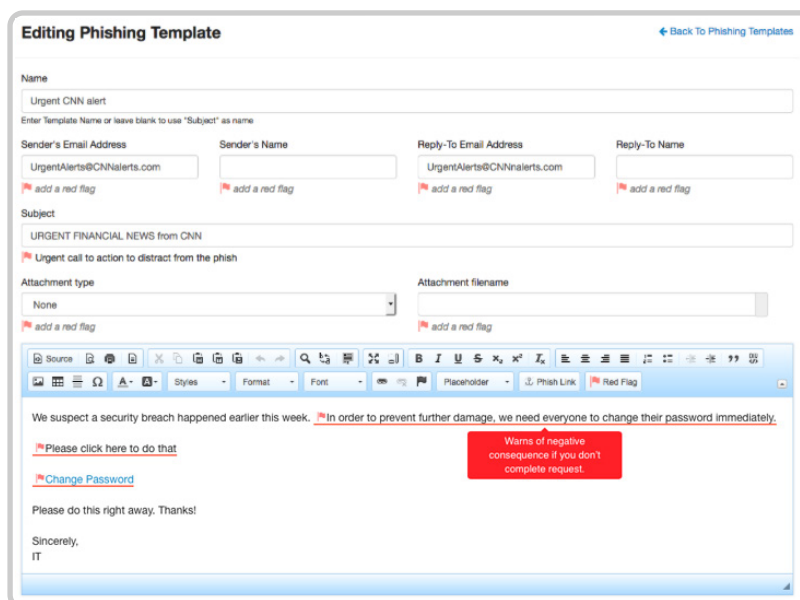 Editing Phishing Template
Back To Phishing Templates
Name
Urgent CNN alert
Enter Template Name or leave blank to use "Subject" as name
Sender's Email Address Sender's Name Reply-To Email Address Reply-To Name
UrgentAlerts@CNNalerts.com UrgentAlerts@CNNnalerts.com
add a red flag add a red flag add a red flag add a red flag
Subject
URGENT FINANCIAL NEWS from CNN
Urgent call to action to distract from the phish
Attachment type Attachment filename
None
add a red flag add a red flag
Source B I U S x₂ x² Tx
A A Styles Format Font Placeholder Phish Link Red Flag
We suspect a security breach happened earlier this week. In order to prevent further damage, we need everyone to change their password immediately.
Warns of negative
consequence if you don't
complete request.
Please click here to do that
Change Password
Please do this right away. Thanks!
Sincerely,
IT